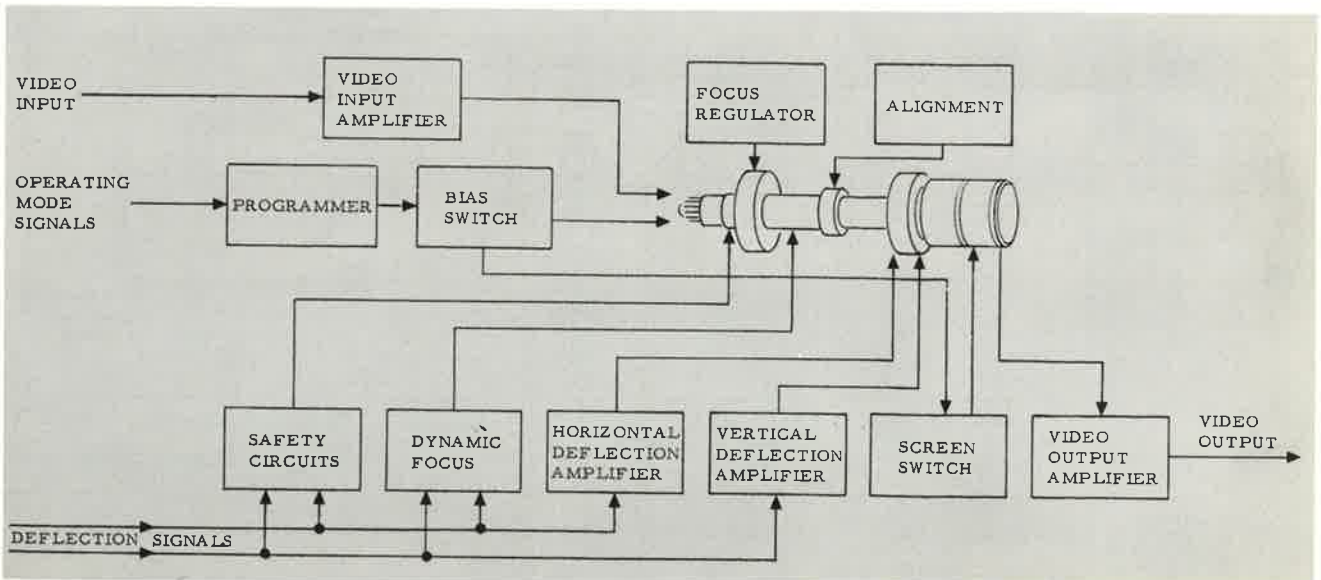 VIDEO
INPUT
VIDEO
INPUT
AMPLIFIER
FOCUS
REGULATOR
ALIGNMENT
OPERATING
MODE
SIGNALS
PROGRAMMER
BIAS
SWITCH
SAFETY
CIRCUITS
DYNAMIC
FOCUS
HORIZONTAL
DEFLECTION
AMPLIFIER
VERTICAL
DEFLECTION
AMPLIFIER
SCREEN
SWITCH
VIDEO
OUTPUT
AMPLIFIER
VIDEO
OUTPUT
DEFLECTION SIGNALS